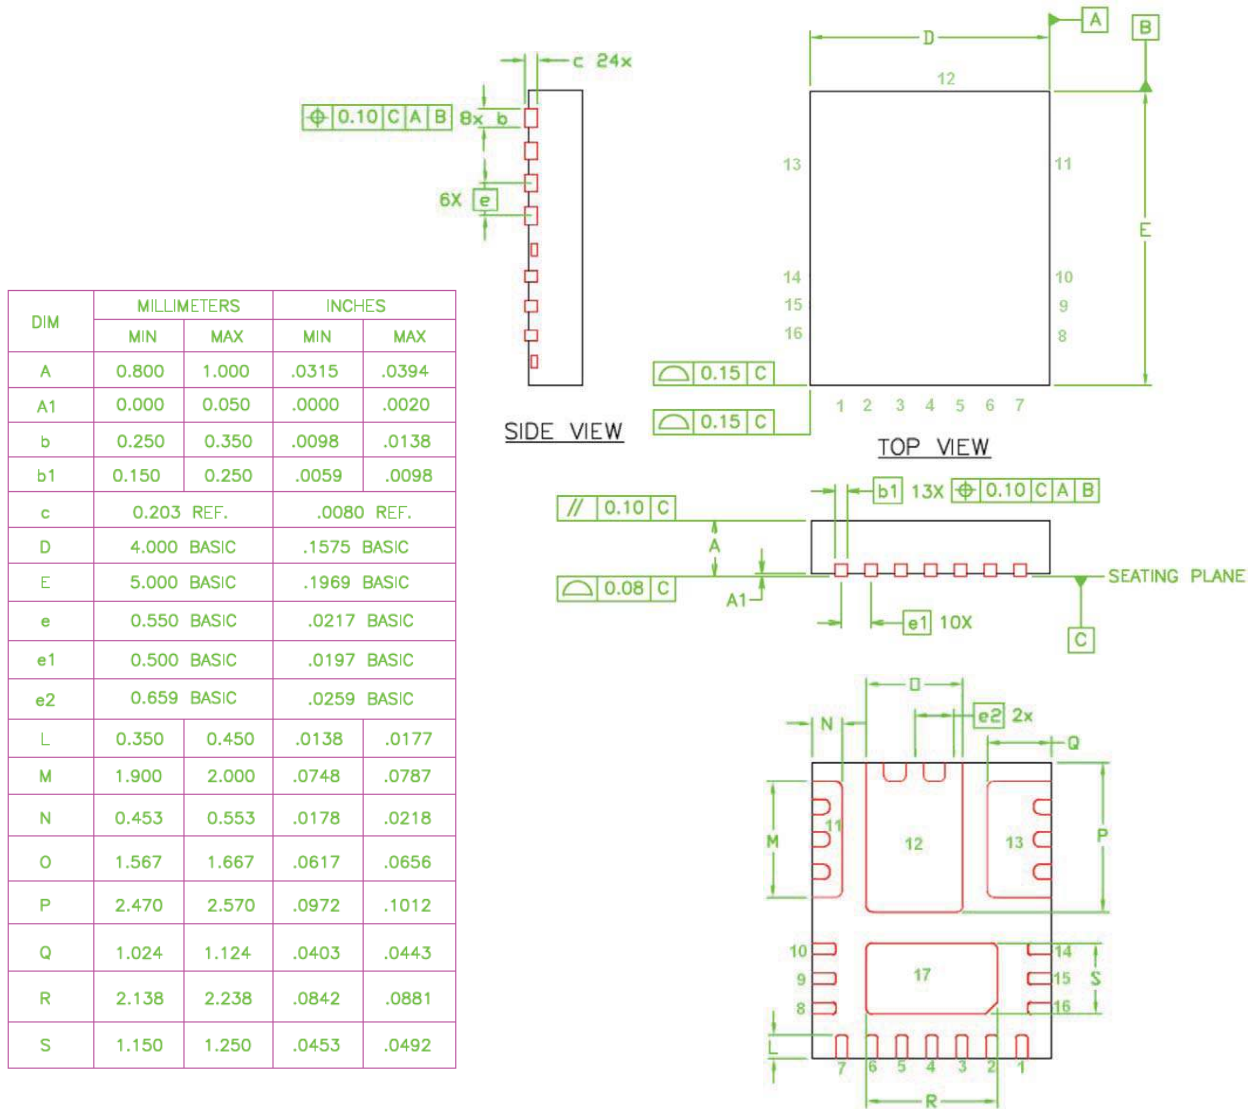 A
B
D
12
c 24x
⌖ 0.10 C A B 8x b
6X e
13
11
E
14
10
15
9
16
8
⌓ 0.15 C
⌓ 0.15 C
1 2 3 4 5 6 7
SIDE VIEW
TOP VIEW
DIM MILLIMETERS INCHES
MIN MAX MIN MAX
A 0.800 1.000 .0315 .0394
A1 0.000 0.050 .0000 .0020
b 0.250 0.350 .0098 .0138
b1 0.150 0.250 .0059 .0098
c 0.203 REF. .0080 REF.
D 4.000 BASIC .1575 BASIC
E 5.000 BASIC .1969 BASIC
e 0.550 BASIC .0217 BASIC
e1 0.500 BASIC .0197 BASIC
e2 0.659 BASIC .0259 BASIC
L 0.350 0.450 .0138 .0177
M 1.900 2.000 .0748 .0787
N 0.453 0.553 .0178 .0218
O 1.567 1.667 .0617 .0656
P 2.470 2.570 .0972 .1012
Q 1.024 1.124 .0403 .0443
R 2.138 2.238 .0842 .0881
S 1.150 1.250 .0453 .0492
b1 13X ⌖ 0.10 C A B
// 0.10 C
A
⌓ 0.08 C
A1
SEATING PLANE
e1 10X
C
O
N
e2 2x
Q
M
11
12
13
P
10
14
9
17
15
S
8
16
L
7 6 5 4 3 2 1
R